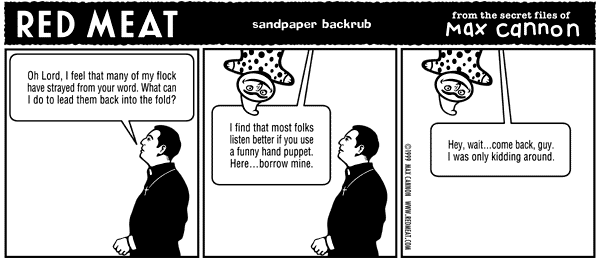 RED MEAT
sandpaper backrub
from the secret files of
Max cannon
Oh Lord, I feel that many of my flock
have strayed from your word. What can
I do to lead them back into the fold?
I find that most folks
listen better if you use
a funny hand puppet.
Here...borrow mine.
Hey, wait...come back, guy.
I was only kidding around.
©1999 MAX CANNON WWW.REDMEAT.COM